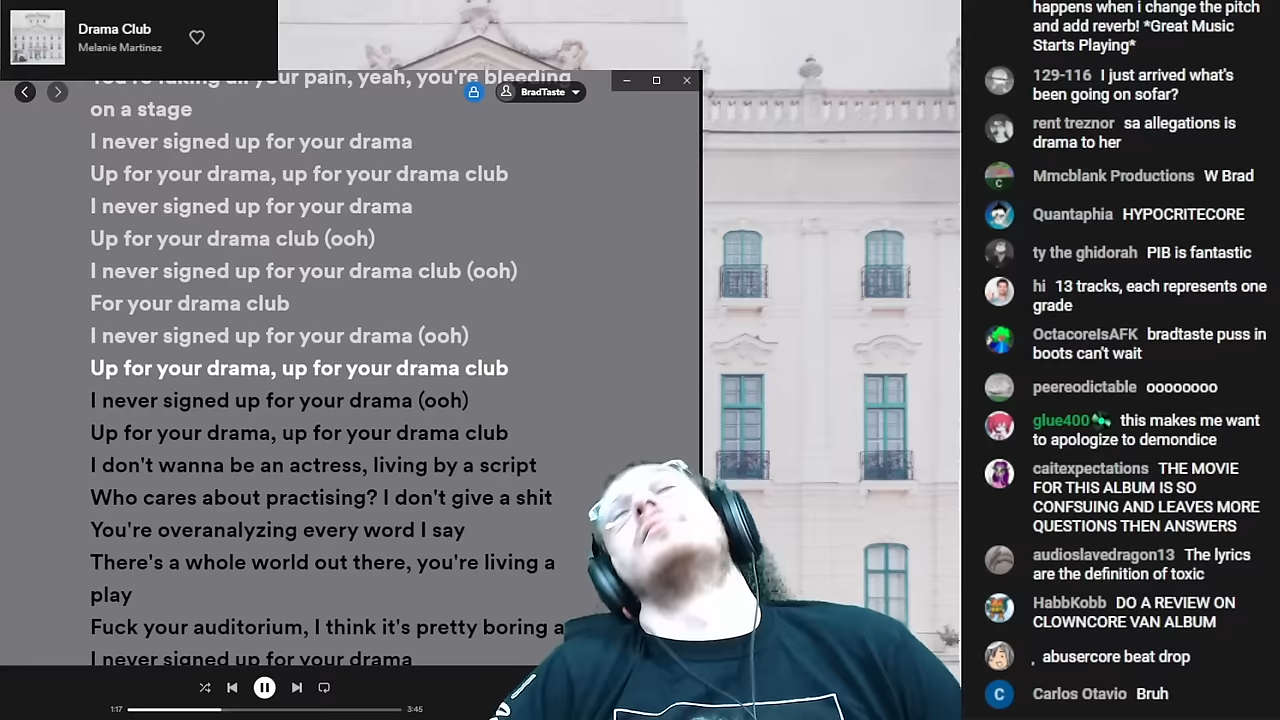 Drama Club
Melanie Martinez
You're faking all your pain, yeah, you're bleeding
on a stage
BradTaste
I never signed up for your drama
Up for your drama, up for your drama club
I never signed up for your drama
Up for your drama club (ooh)
I never signed up for your drama club (ooh)
For your drama club
I never signed up for your drama (ooh)
Up for your drama, up for your drama club
I never signed up for your drama (ooh)
Up for your drama, up for your drama club
I don't wanna be an actress, living by a script
Who cares about practising? I don't give a shit
You're overanalyzing every word I say
There's a whole world out there, you're living a
play
Fuck your auditorium, I think it's pretty boring a
I never signed up for your drama
1:17
3:45
happens when i change the pitch
and add reverb! *Great Music
Starts Playing*
129-116 I just arrived what's
been going on sofar?
rent treznor sa allegations is
drama to her
Mmcblank Productions W Brad
Quantaphia HYPOCRITECORE
ty the ghidorah PIB is fantastic
hi 13 tracks, each represents one
grade
OctacoreIsAFK bradtaste puss in
boots can't wait
peereodictable oooooooo
glue400 this makes me want
to apologize to demondice
caitexpectations THE MOVIE
FOR THIS ALBUM IS SO
CONFSUING AND LEAVES MORE
QUESTIONS THEN ANSWERS
audioslavedragon13 The lyrics
are the definition of toxic
HabbKobb DO A REVIEW ON
CLOWNCORE VAN ALBUM
, abusercore beat drop
C Carlos Otavio Bruh